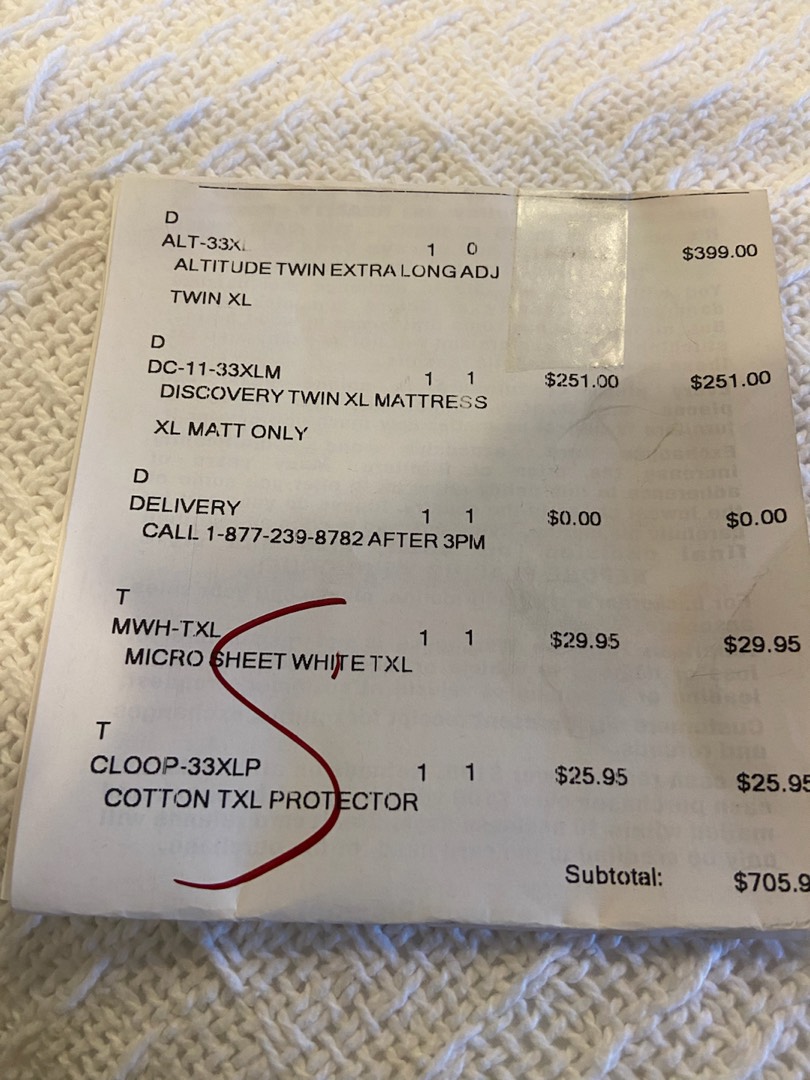 D
ALT-33X 1 0 $399.00
ALTITUDE TWIN EXTRA LONG ADJ
TWIN XL
D
DC-11-33XLM 1 1 $251.00 $251.00
DISCOVERY TWIN XL MATTRESS
XL MATT ONLY
D
DELIVERY 1 1 $0.00 $0.00
CALL 1-877-239-8782 AFTER 3PM
T
MWH-TXL 1 1 $29.95 $29.95
MICRO SHEET WHITE TXL
T
CLOOP-33XLP 1 1 $25.95 $25.95
COTTON TXL PROTECTOR
Subtotal: $705.9